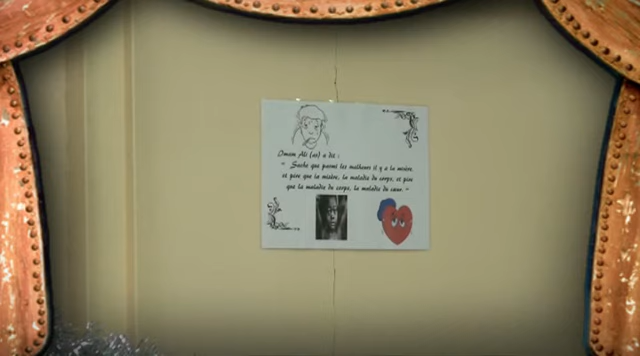 Imam Ali (as) a dit :
" Sache que parmi les malheurs il y a la misère,
et pire que la misère, la maladie du corps, et pire
que la maladie du corps, la maladie du cœur. "